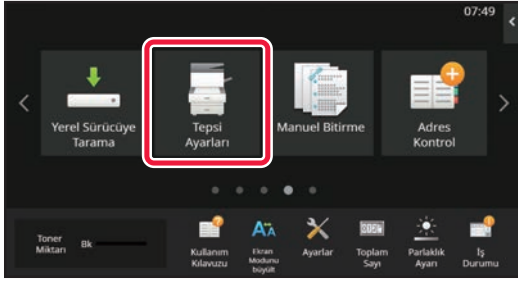 07:49
Yerel Sürücüye
Tarama
Tepsi
Ayarları
Manuel Bitirme
Adres
Kontrol
Toner
Miktarı
Bk
Kullanım
Kılavuzu
Ekran
Modunu
büyült
Ayarlar
Toplam
Sayı
Parlaklık
Ayarı
İş
Durumu